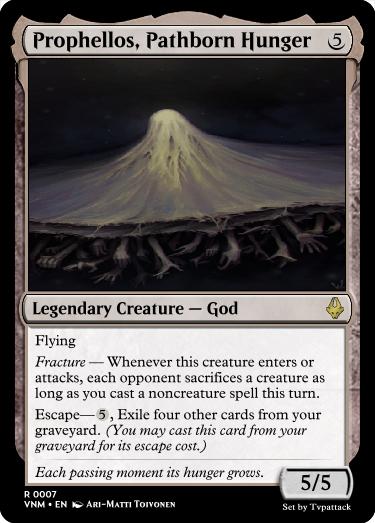 Prophellos, Pathborn Hunger 5
Legendary Creature — God
Flying
Fracture — Whenever this creature enters or
attacks, each opponent sacrifices a creature as
long as you cast a noncreature spell this turn.
Escape—5, Exile four other cards from your
graveyard. (You may cast this card from your
graveyard for its escape cost.)
Each passing moment its hunger grows.
5/5
R 0007
VNM • EN Ari-Matti Toivonen
Set by Tvpattack